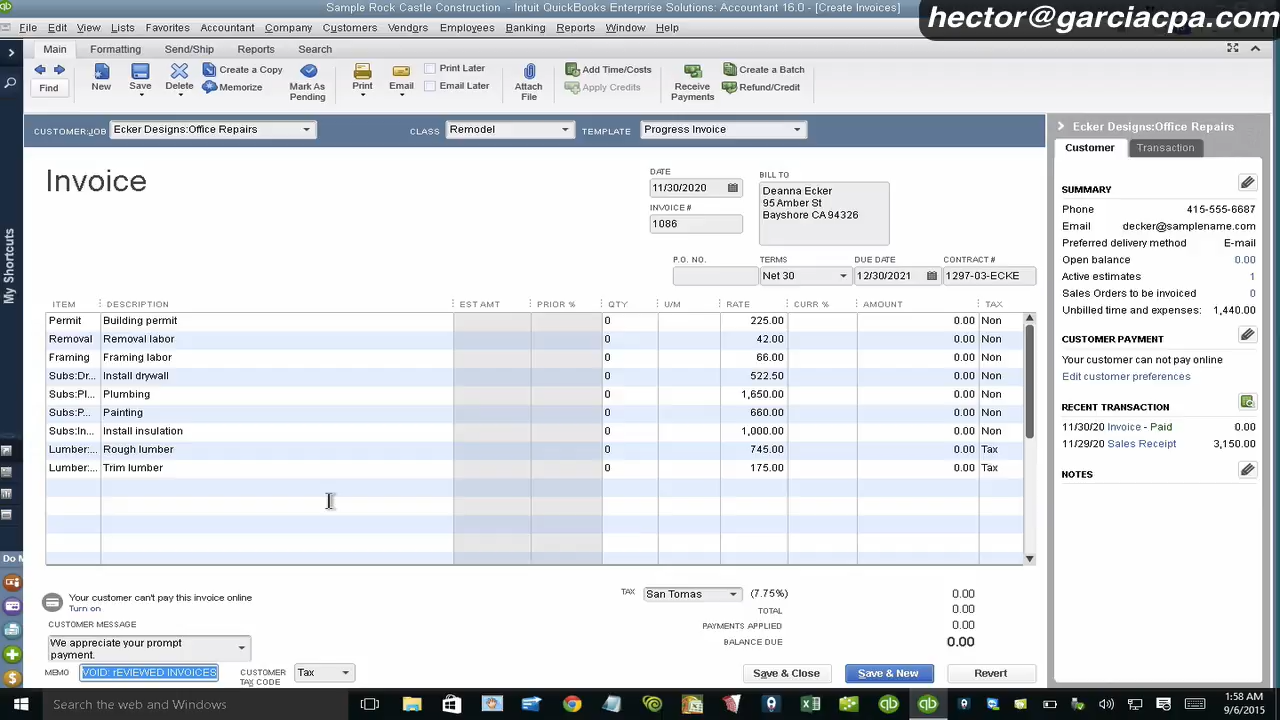 Sample Rock Castle Construction - Intuit QuickBooks Enterprise Solutions: Accountant 16.0 - [Create Invoices]
hector@garciacpa.com
File Edit View Lists Favorites Accountant Company Customers Vendors Employees Banking Reports Window Help
Main Formatting Send/Ship Reports Search
Find New Save Delete Create a Copy Memorize Mark As Pending Print Email Print Later Email Later Attach File Add Time/Costs Apply Credits Receive Payments Create a Batch Refund/Credit
CUSTOMER:JOB Ecker Designs:Office Repairs CLASS Remodel TEMPLATE Progress Invoice
Invoice
DATE
11/30/2020
INVOICE #
1086
BILL TO
Deanna Ecker
95 Amber St
Bayshore CA 94326
P.O. NO. TERMS DUE DATE CONTRACT #
Net 30 12/30/2021 1297-03-ECKE
ITEM DESCRIPTION EST AMT PRIOR % QTY U/M RATE CURR % AMOUNT TAX
Permit Building permit 0 225.00 0.00 Non
Removal Removal labor 0 42.00 0.00 Non
Framing Framing labor 0 66.00 0.00 Non
Subs:Dr... Install drywall 0 522.50 0.00 Non
Subs:Pl... Plumbing 0 1,650.00 0.00 Non
Subs:P... Painting 0 660.00 0.00 Non
Subs:In... Install insulation 0 1,000.00 0.00 Non
Lumber:... Rough lumber 0 745.00 0.00 Tax
Lumber:... Trim lumber 0 175.00 0.00 Tax
Your customer can't pay this invoice online
Turn on
CUSTOMER MESSAGE
We appreciate your prompt
payment.
MEMO VOID: rEVIEWED INVOICES CUSTOMER TAX CODE Tax
TAX San Tomas (7.75%) 0.00
TOTAL 0.00
PAYMENTS APPLIED 0.00
BALANCE DUE 0.00
Save & Close Save & New Revert
Ecker Designs:Office Repairs
Customer Transaction
SUMMARY
Phone 415-555-6687
Email decker@samplename.com
Preferred delivery method E-mail
Open balance 0.00
Active estimates 1
Sales Orders to be invoiced 0
Unbilled time and expenses: 1,440.00
CUSTOMER PAYMENT
Your customer can not pay online
Edit customer preferences
RECENT TRANSACTION
11/30/20 Invoice - Paid 0.00
11/29/20 Sales Receipt 3,150.00
NOTES
My Shortcuts
Do M
Search the web and Windows
1:58 AM
9/6/2015